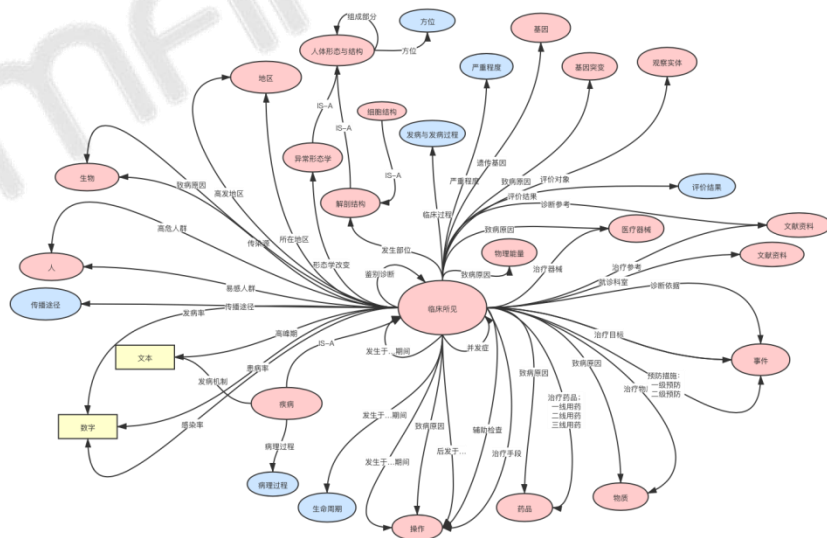 组成部分
方位
人体形态与结构
方位
基因
地区
严重程度
基因突变
观察实体
IS-A
细胞结构
IS-A
发病与发病过程
遗传基因
异常形态学
IS-A
致病原因
评价对象
生物
严重程度
评价结果
评价结果
致病原因
高发地区
解剖结构
临床过程
诊断参考
高危人群
传染源
所在地区
发生部位
致病原因
医疗器械
文献资料
形态学改变
物理能量
文献资料
人
鉴别诊断
致病原因
治疗器械
治疗参考
就诊科室
诊断依据
易感人群
传播途径
传播途径
临床所见
发病率
高峰期
IS-A
发生于…期间
并发症
治疗目标
事件
文本
患病率
致病原因
致病原因
预防措施：
一级预防
二级预防
发病机制
治疗药品：
一线用药
二线用药
三线用药
疾病
数字
感染率
发生于…期间
致病原因
辅助检查
病理过程
后发于…
治疗手段
发生于…期间
病理过程
生命周期
操作
药品
物质